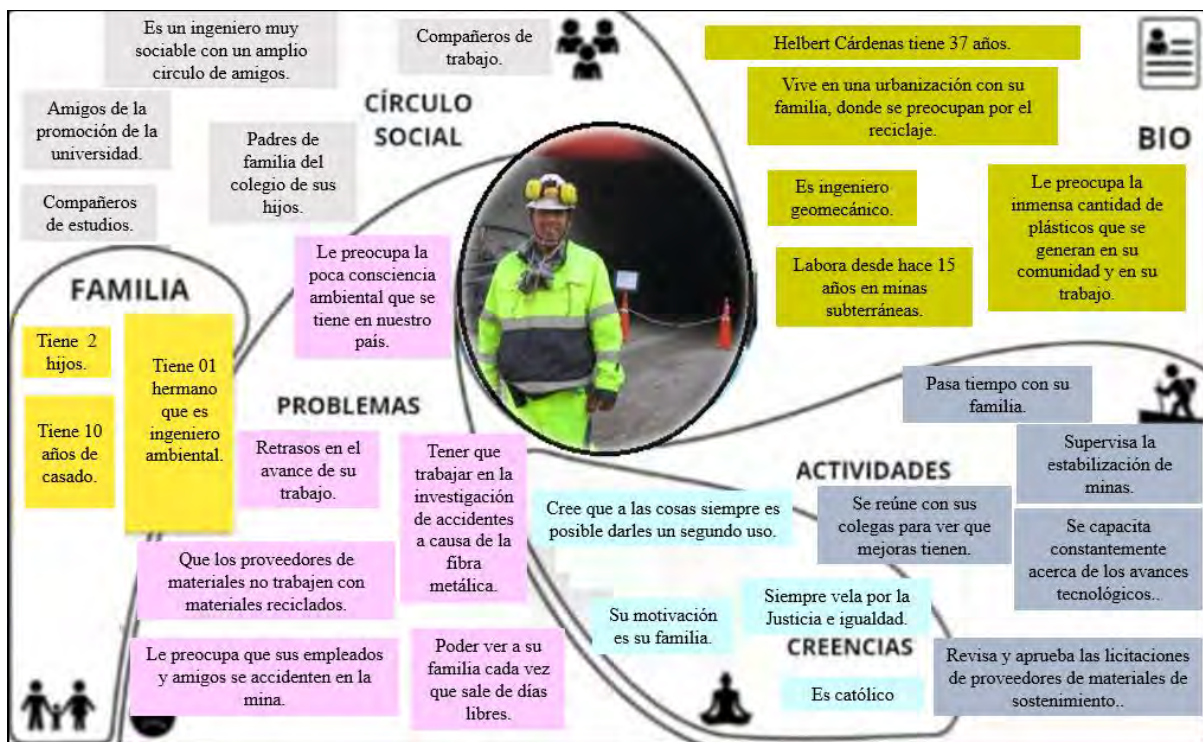 Es un ingeniero muy
sociable con un amplio
circulo de amigos.
Compañeros de
trabajo.
CÍRCULO
SOCIAL
Amigos de la
promoción de la
universidad.
Padres de
familia del
colegio de sus
hijos.
Compañeros
de estudios.
Helbert Cárdenas tiene 37 años.
Vive en una urbanización con su
familia, donde se preocupan por el
reciclaje.
BIO
Es ingeniero
geomecánico.
Le preocupa la
inmensa cantidad de
plásticos que se
generan en su
comunidad y en su
trabajo.
Labora desde hace 15
años en minas
subterráneas.
FAMILIA
Tiene 2
hijos.
Tiene 01
hermano
que es
ingeniero
ambiental.
Tiene 10
años de
casado.
Le preocupa la
poca consciencia
ambiental que se
tiene en nuestro
país.
PROBLEMAS
Retrasos en el
avance de su
trabajo.
Tener que
trabajar en la
investigación
de accidentes
a causa de la
fibra
metálica.
Que los proveedores de
materiales no trabajen con
materiales reciclados.
Le preocupa que sus empleados
y amigos se accidenten en la
mina.
Poder ver a su
familia cada vez
que sale de días
libres.
Pasa tiempo con su
familia.
ACTIVIDADES
Supervisa la
estabilización de
minas.
Se reúne con sus
colegas para ver que
mejoras tienen.
Se capacita
constantemente
acerca de los avances
tecnológicos..
Revisa y aprueba las licitaciones
de proveedores de materiales de
sostenimiento..
Cree que a las cosas siempre es
posible darles un segundo uso.
Su motivación
es su familia.
Siempre vela por la
Justicia e igualdad.
CREENCIAS
Es católico